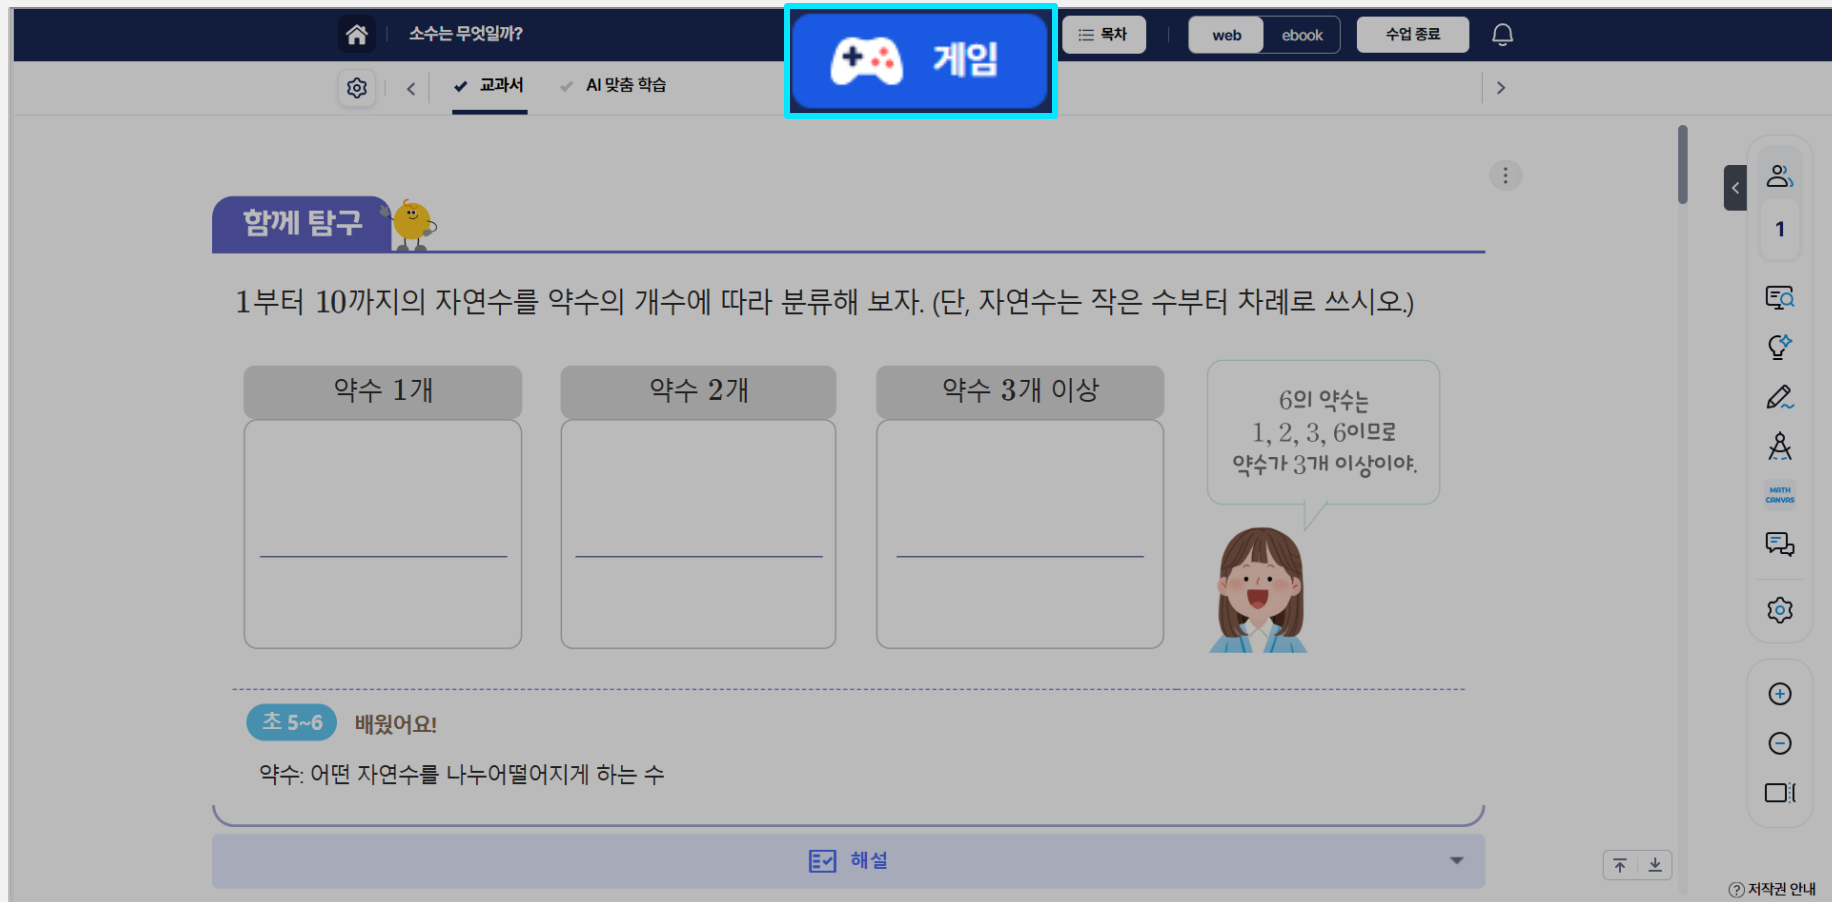 소수는 무엇일까?
게임
목차
web
ebook
수업 종료
교과서
AI 맞춤 학습
함께 탐구
1부터 10까지의 자연수를 약수의 개수에 따라 분류해 보자. (단, 자연수는 작은 수부터 차례로 쓰시오.)
약수 1개
약수 2개
약수 3개 이상
6의 약수는
1, 2, 3, 6이므로
약수가 3개 이상이야.
초 5~6
배웠어요!
약수: 어떤 자연수를 나누어떨어지게 하는 수
해설
1
MATH
CANVAS
저작권 안내